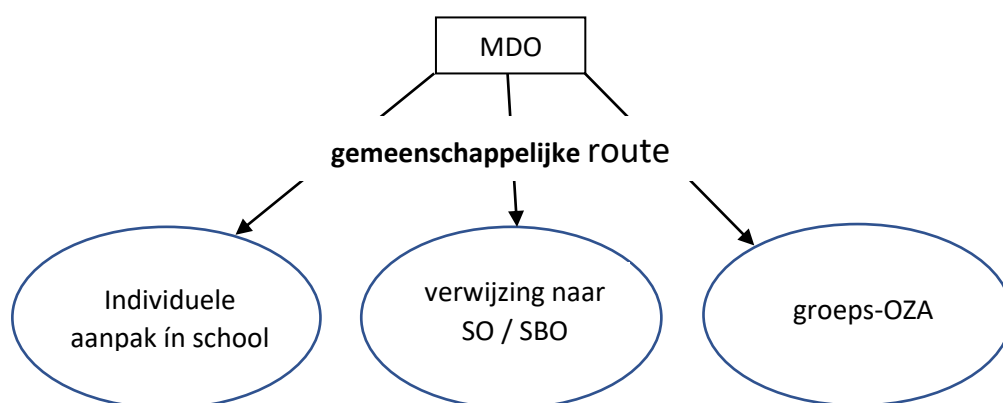 MDO
gemeenschappelijke route
Individuele
aanpak ín school
verwijzing naar
SO / SBO
groeps-OZA